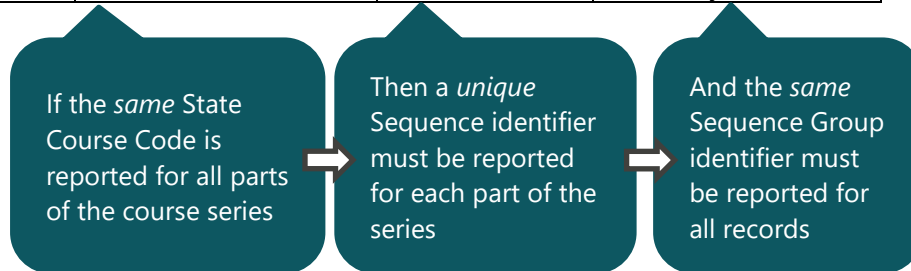 If the same State
Course Code is
reported for all parts
of the course series
Then a unique
Sequence identifier
must be reported
for each part of the
series
And the same
Sequence Group
identifier must
be reported for
all records